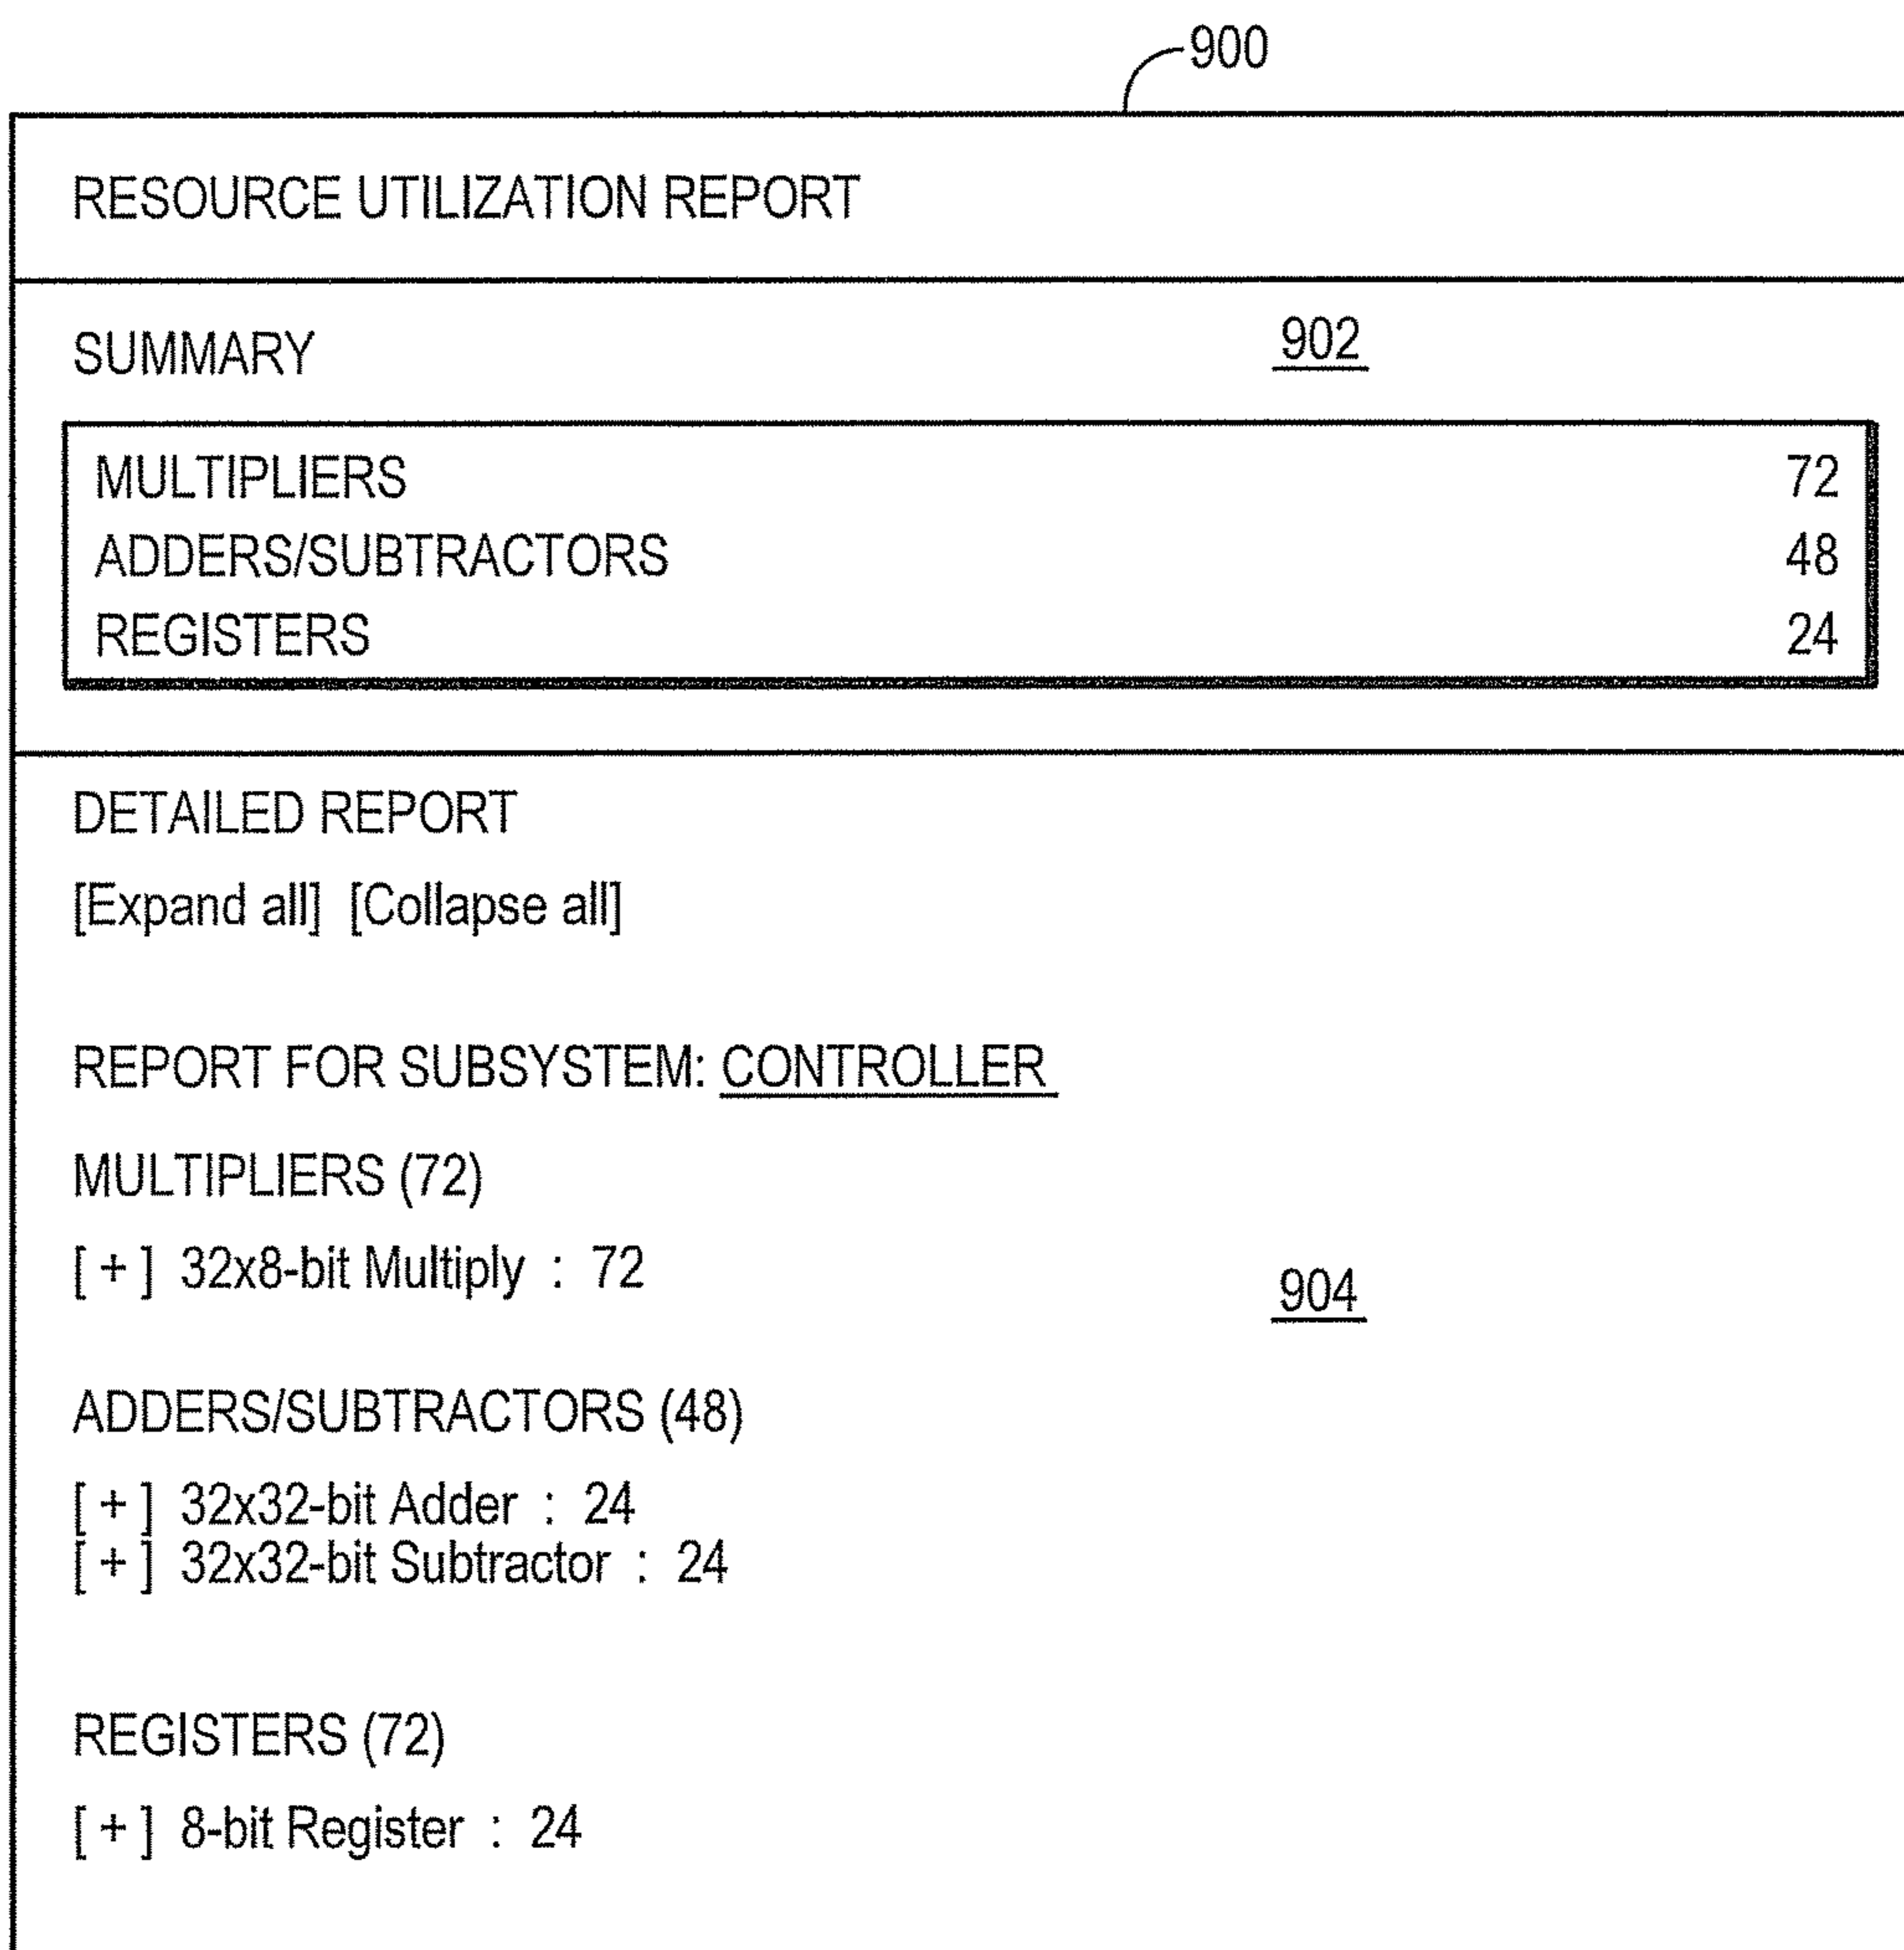 900
RESOURCE UTILIZATION REPORT
SUMMARY 902
MULTIPLIERS 72
ADDERS/SUBTRACTORS 48
REGISTERS 24
DETAILED REPORT
[Expand all] [Collapse all]
REPORT FOR SUBSYSTEM: CONTROLLER
MULTIPLIERS (72)
[ + ] 32x8-bit Multiply : 72
904
ADDERS/SUBTRACTORS (48)
[ + ] 32x32-bit Adder : 24
[ + ] 32x32-bit Subtractor : 24
REGISTERS (72)
[ + ] 8-bit Register : 24